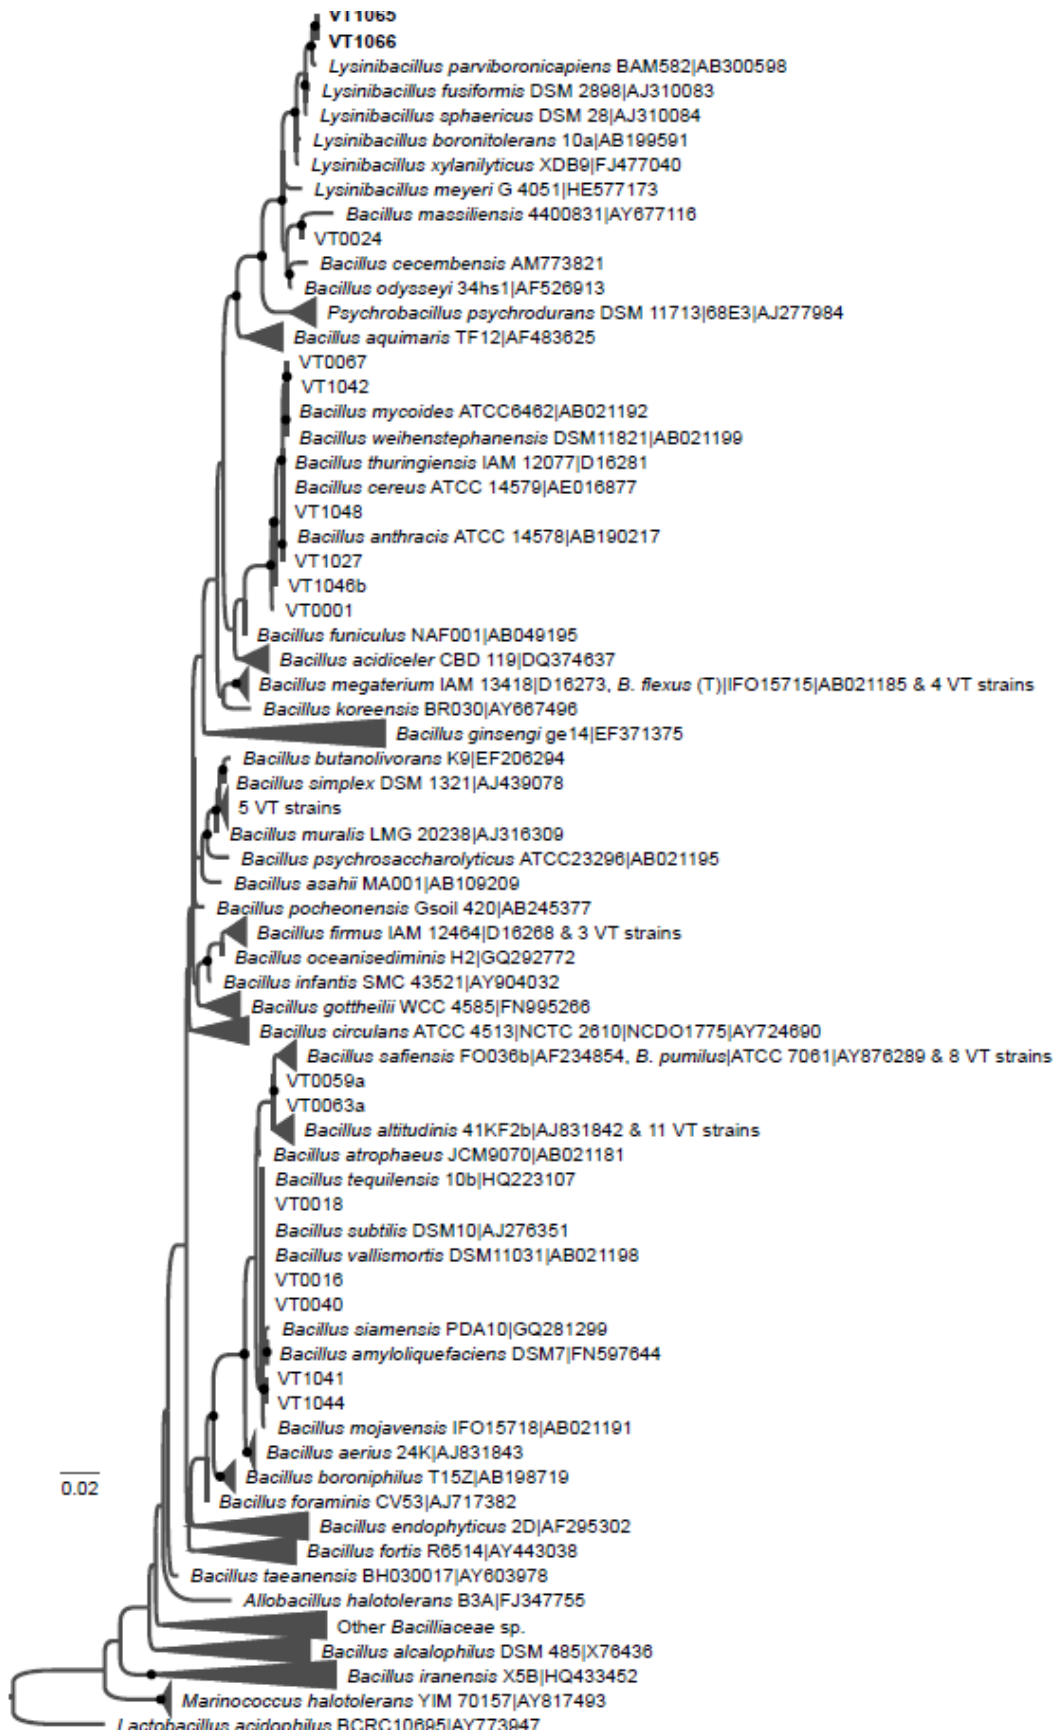 VT1065
VT1066
Lysinibacillus parviboronicapiens BAM582|AB300598
Lysinibacillus fusiformis DSM 2898|AJ310083
Lysinibacillus sphaericus DSM 28|AJ310084
Lysinibacillus boronitolerans 10a|AB199591
Lysinibacillus xylanilyticus XDB9|FJ477040
Lysinibacillus meyeri G 4051|HE577173
Bacillus massiliensis 4400831|AY677116
VT0024
Bacillus cecembensis AM773821
Bacillus odysseyi 34hs1|AF526913
Psychrobacillus psychrodurans DSM 11713|68E3|AJ277984
Bacillus aquimaris TF12|AF483625
VT0067
VT1042
Bacillus mycoides ATCC6462|AB021192
Bacillus weihenstephanensis DSM11821|AB021199
Bacillus thuringiensis IAM 12077|D16281
Bacillus cereus ATCC 14579|AE016877
VT1048
Bacillus anthracis ATCC 14578|AB190217
VT1027
VT1046b
VT0001
Bacillus funiculus NAF001|AB049195
Bacillus acidiceler CBD 119|DQ374637
Bacillus megaterium IAM 13418|D16273, B. flexus (T)|IFO15715|AB021185 & 4 VT strains
Bacillus koreensis BR030|AY667496
Bacillus ginsengi ge14|EF371375
Bacillus butanolivorans K9|EF206294
Bacillus simplex DSM 1321|AJ439078
5 VT strains
Bacillus muralis LMG 20238|AJ316309
Bacillus psychrosaccharolyticus ATCC23296|AB021195
Bacillus asahii MA001|AB109209
Bacillus pocheonensis Gsoil 420|AB245377
Bacillus firmus IAM 12464|D16268 & 3 VT strains
Bacillus oceanisediminis H2|GQ292772
Bacillus infantis SMC 43521|AY904032
Bacillus gottheilii WCC 4585|FN995266
Bacillus circulans ATCC 4513|NCTC 2610|NCDO1775|AY724690
Bacillus safiensis FO036b|AF234854, B. pumilus|ATCC 7061|AY876289 & 8 VT strains
VT0059a
VT0063a
Bacillus altitudinis 41KF2b|AJ831842 & 11 VT strains
Bacillus atrophaeus JCM9070|AB021181
Bacillus tequilensis 10b|HQ223107
VT0018
Bacillus subtilis DSM10|AJ276351
Bacillus vallismortis DSM11031|AB021198
VT0016
VT0040
Bacillus siamensis PDA10|GQ281299
Bacillus amyloliquefaciens DSM7|FN597644
VT1041
VT1044
Bacillus mojavensis IFO15718|AB021191
Bacillus aerius 24K|AJ831843
Bacillus boroniphilus T15Z|AB198719
0.02
Bacillus foraminis CV53|AJ717382
Bacillus endophyticus 2D|AF295302
Bacillus fortis R6514|AY443038
Bacillus taeanensis BH030017|AY603978
Allobacillus halotolerans B3A|FJ347755
Other Bacilliaceae sp.
Bacillus alcalophilus DSM 485|X76436
Bacillus iranensis X5B|HQ433452
Marinococcus halotolerans YIM 70157|AY817493
Lactobacillus acidophilus BCRC10695|AY773947